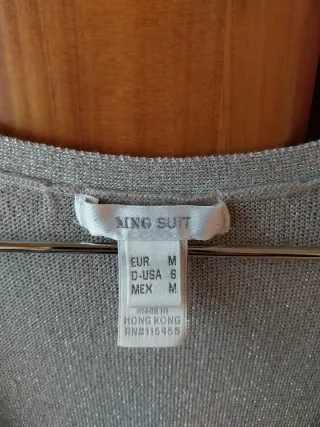 MNG SUIT
EUR M
D-USA S
MEX M
made in
HONG KONG
RN#115455